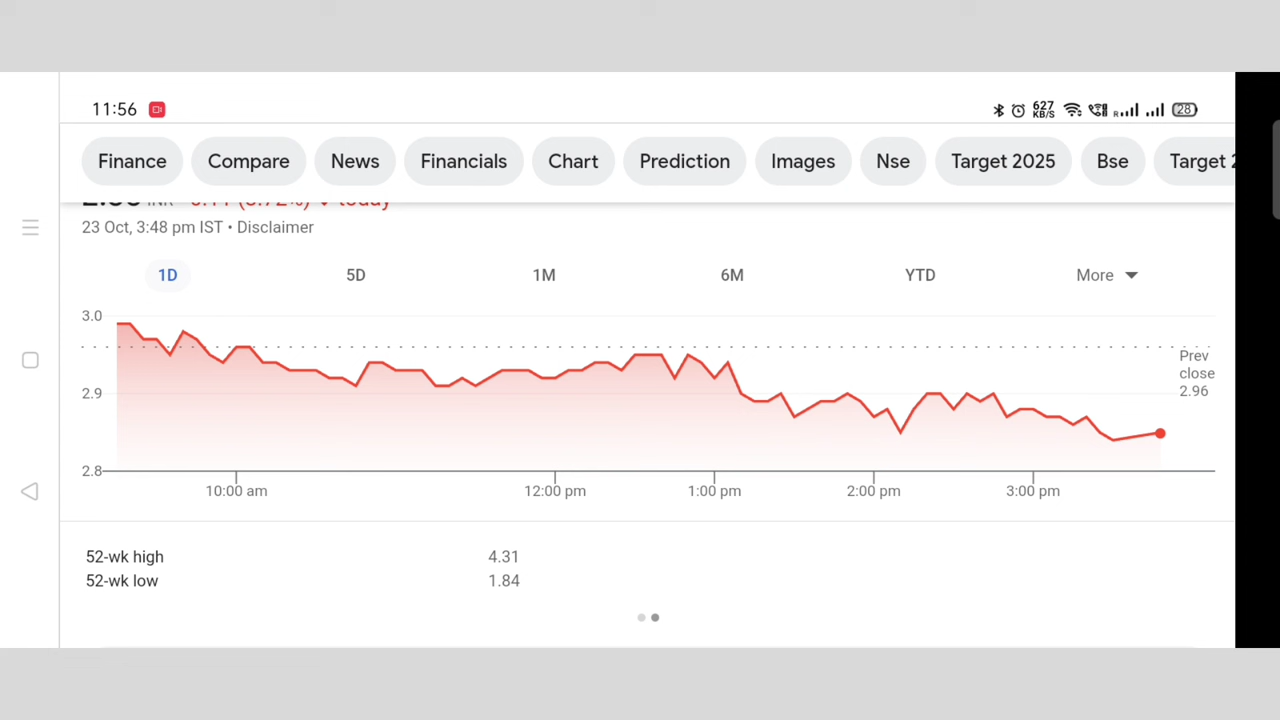 11:56
627
KB/S
R
28
Finance Compare News Financials Chart Prediction Images Nse Target 2025 Bse Target
INR today
23 Oct, 3:48 pm IST • Disclaimer
1D 5D 1M 6M YTD More
3.0
2.9
2.8
Prev
close
2.96
10:00 am 12:00 pm 1:00 pm 2:00 pm 3:00 pm
52-wk high 4.31
52-wk low 1.84